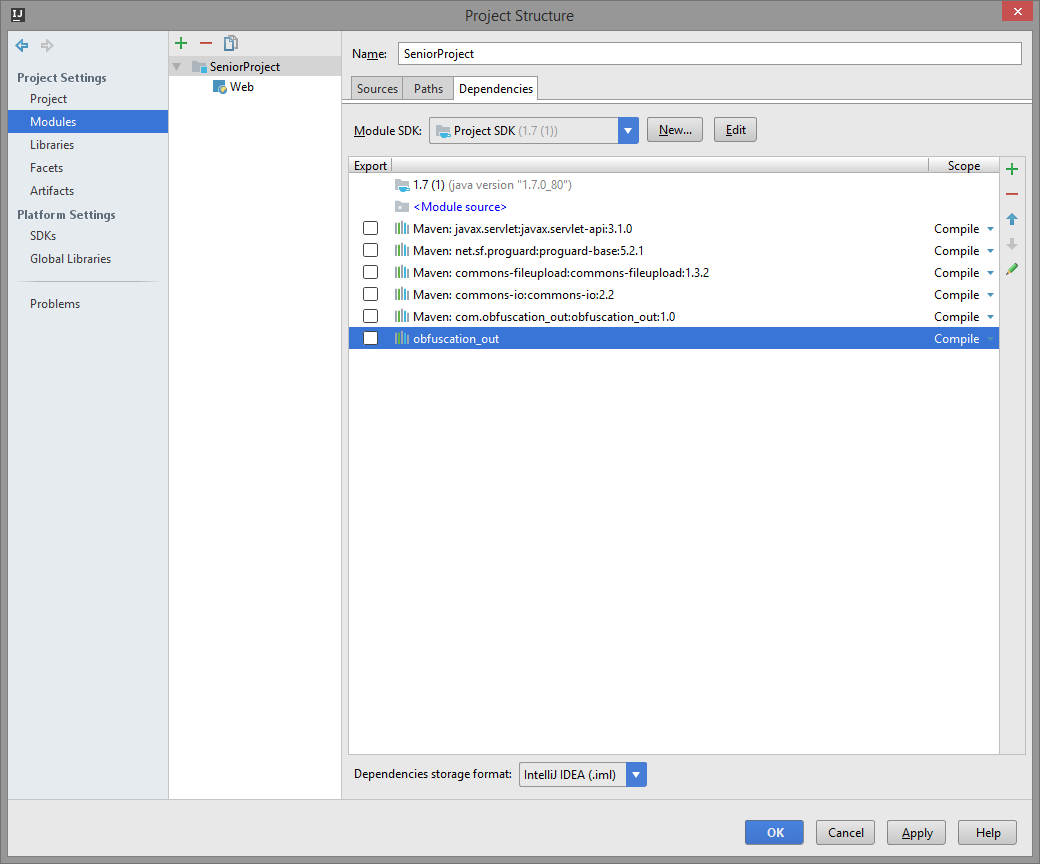 Project Structure
Project Settings
Project
Modules
Libraries
Facets
Artifacts
Platform Settings
SDKs
Global Libraries
Problems
SeniorProject
Web
Name: SeniorProject
Sources Paths Dependencies
Module SDK: Project SDK (1.7 (1)) New... Edit
Export Scope
1.7 (1) (java version "1.7.0_80")
<Module source>
Maven: javax.servlet:javax.servlet-api:3.1.0 Compile
Maven: net.sf.proguard:proguard-base:5.2.1 Compile
Maven: commons-fileupload:commons-fileupload:1.3.2 Compile
Maven: commons-io:commons-io:2.2 Compile
Maven: com.obfuscation_out:obfuscation_out:1.0 Compile
obfuscation_out Compile
Dependencies storage format: IntelliJ IDEA (.iml)
OK Cancel Apply Help